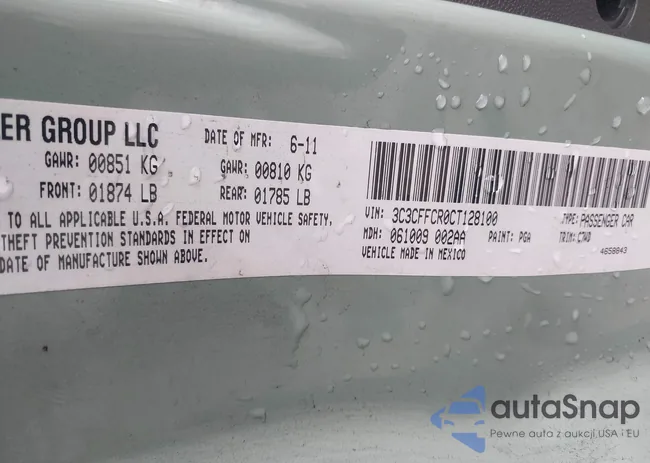 ER GROUP LLC DATE OF MFR: 6-11
GAWR: 00851 KG GAWR: 00810 KG
FRONT: 01874 LB REAR: 01785 LB
TO ALL APPLICABLE U.S.A. FEDERAL MOTOR VEHICLE SAFETY,
THEFT PREVENTION STANDARDS IN EFFECT ON
DATE OF MANUFACTURE SHOWN ABOVE.
VIN: 3C3CFFCR0CT128100 TYPE: PASSENGER CAR
MDH: 061009 002AA PAINT: PGA TRIM: C7WD
VEHICLE MADE IN MEXICO 4658843
autaSnap
Pewne auta z aukcji USA i EU